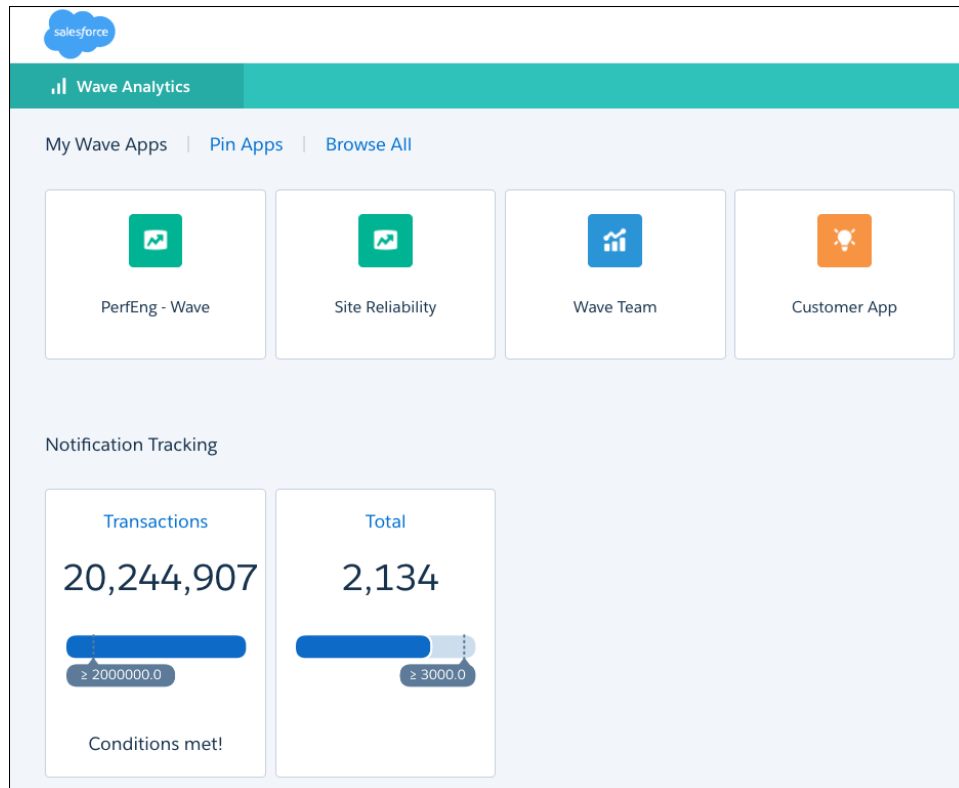 salesforce
Wave Analytics
My Wave Apps | Pin Apps | Browse All
PerfEng - Wave
Site Reliability
Wave Team
Customer App
Notification Tracking
Transactions
20,244,907
≥ 2000000.0
Conditions met!
Total
2,134
≥ 3000.0